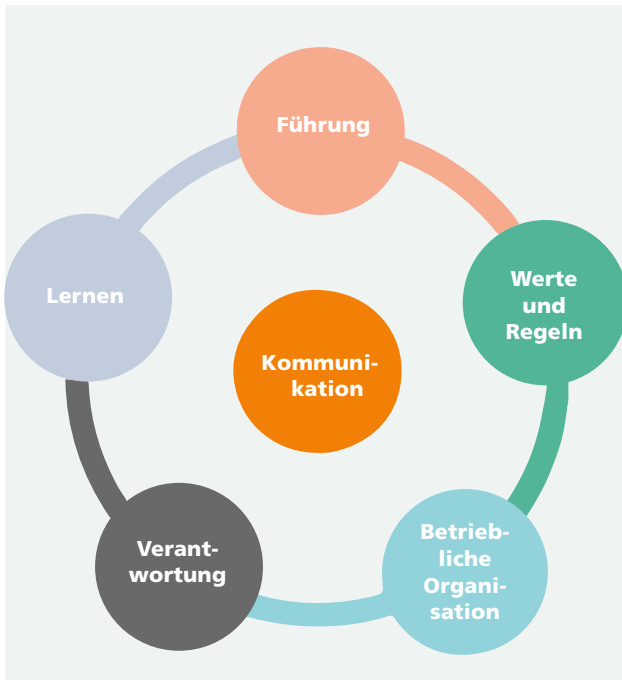 Führung
Werte
und
Regeln
Lernen
Kommuni-
kation
Betrieb-
liche
Organi-
sation
Verant-
wortung